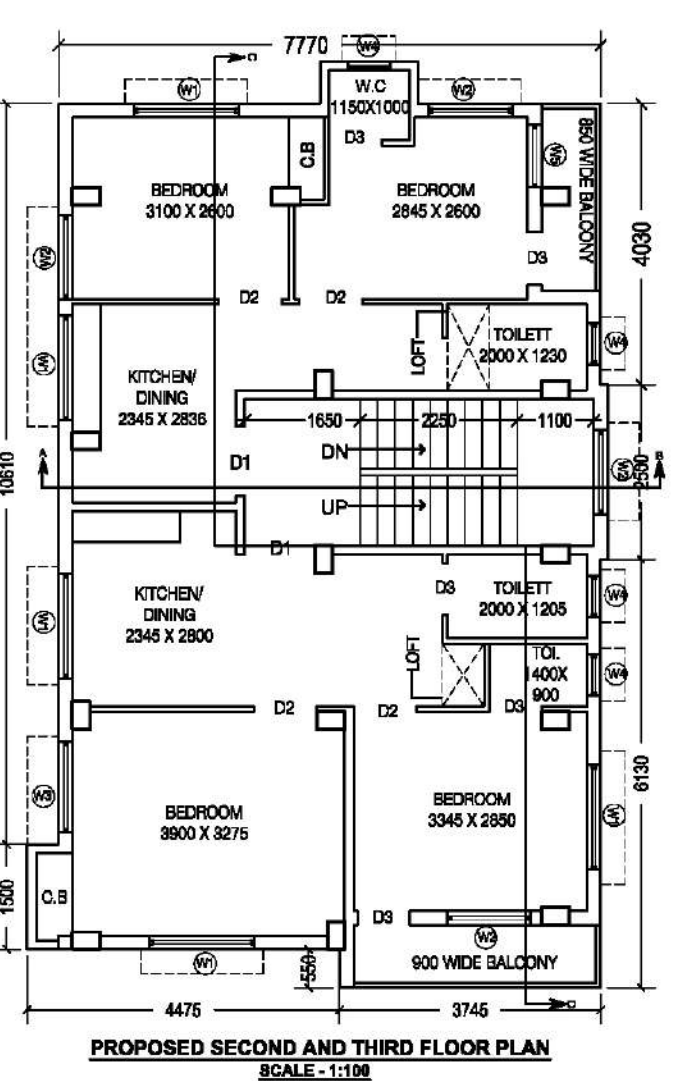 7770
W4
W1
W.C
1150X1000
W2
D3
C.B
W5
850 WIDE BALCONY
BEDROOM
3100 X 2600
BEDROOM
2845 X 2600
4030
W2
D3
D2
D2
LOFT
TOILETT
2000 X 1230
W4
W1
KITCHEN/
DINING
2345 X 2836
1650
2250
1100
10610
A
D1
DN
W2
B
UP
D1
KITCHEN/
DINING
2345 X 2800
D3
TOILETT
2000 X 1205
W4
W1
LOFT
TOI.
1400X
900
W4
D2
D2
D3
6130
W3
BEDROOM
3900 X 3275
BEDROOM
3345 X 2850
W1
1500
C.B
D3
W2
W1
550
900 WIDE BALCONY
4475
3745
PROPOSED SECOND AND THIRD FLOOR PLAN
SCALE - 1:100